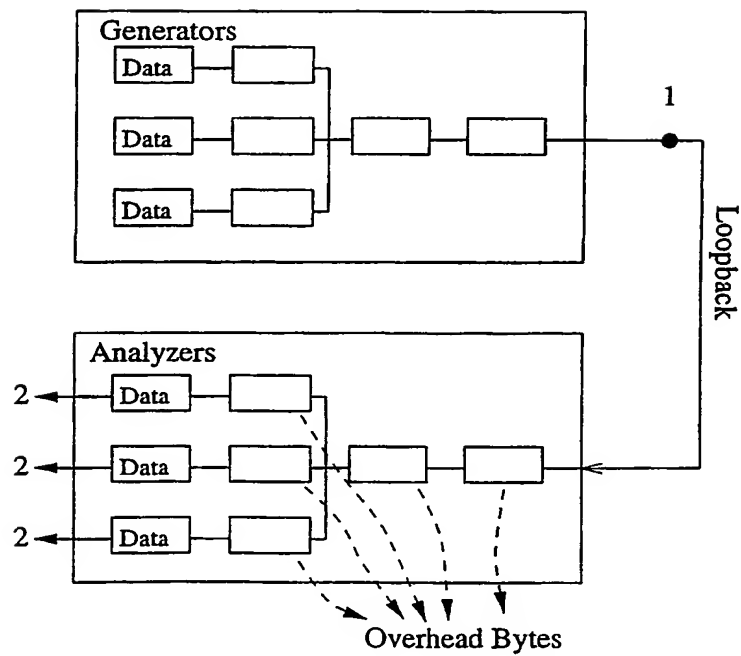 Generators
Data
1
Data
Data
Loopback
Analyzers
2 Data
2 Data
2 Data
Overhead Bytes